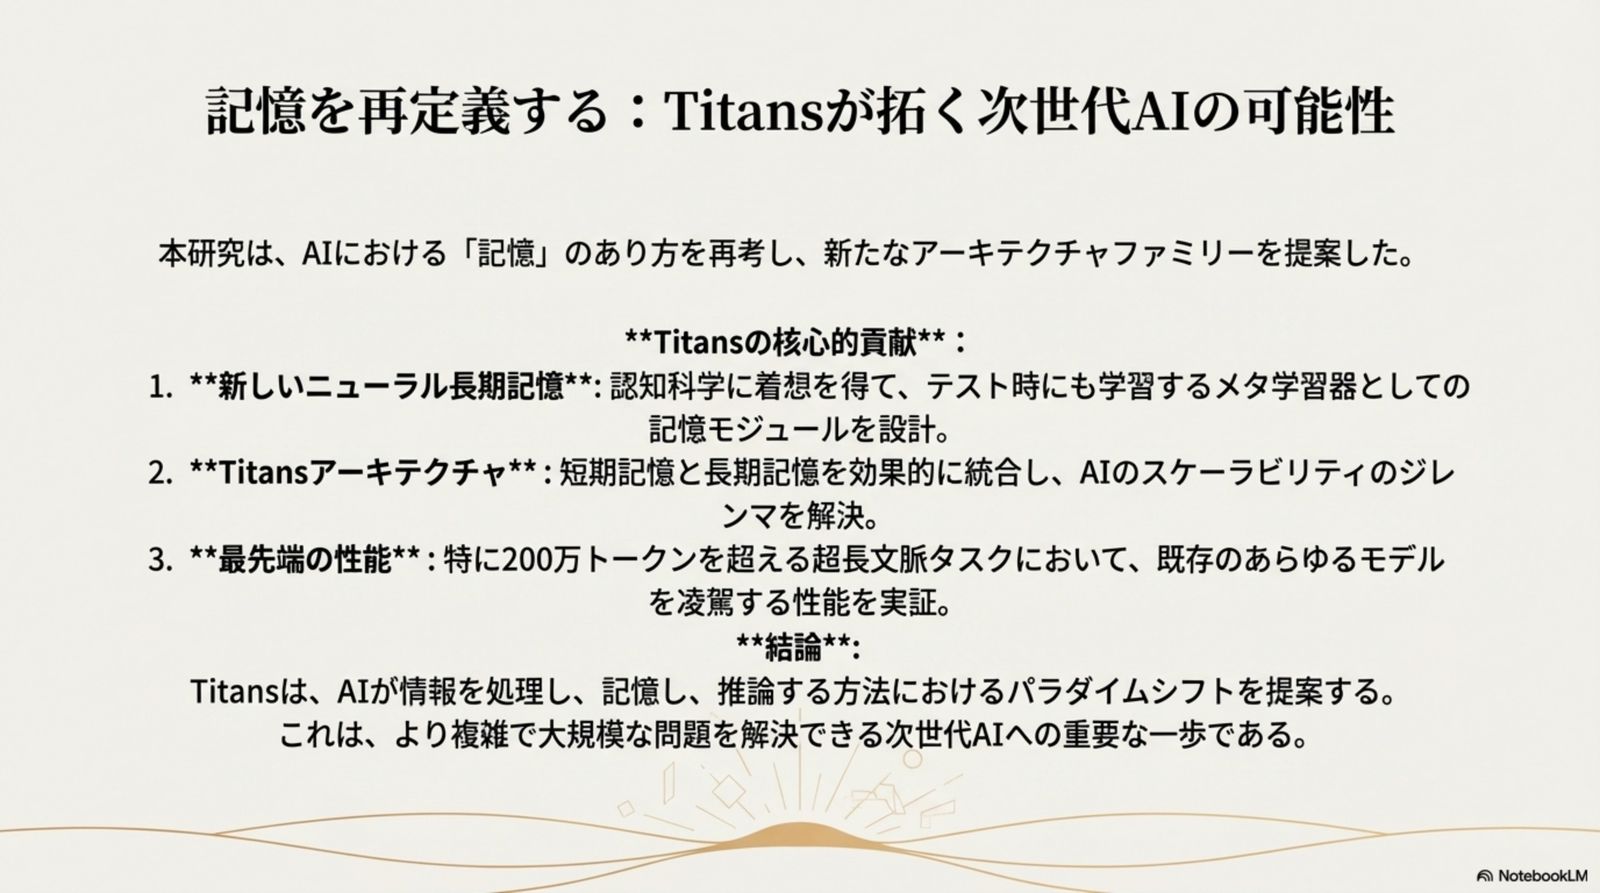 記憶を再定義する：Titansが拓く次世代AIの可能性
本研究は、AIにおける「記憶」のあり方を再考し、新たなアーキテクチャファミリーを提案した。
**Titansの核心的貢献**：
1. **新しいニューラル長期記憶**: 認知科学に着想を得て、テスト時にも学習するメタ学習器としての
記憶モジュールを設計。
2. **Titansアーキテクチャ**: 短期記憶と長期記憶を効果的に統合し、AIのスケーラビリティのジレ
ンマを解決。
3. **最先端の性能**: 特に200万トークンを超える超長文脈タスクにおいて、既存のあらゆるモデル
を凌駕する性能を実証。
**結論**:
Titansは、AIが情報を処理し、記憶し、推論する方法におけるパラダイムシフトを提案する。
これは、より複雑で大規模な問題を解決できる次世代AIへの重要な一歩である。
NotebookLM